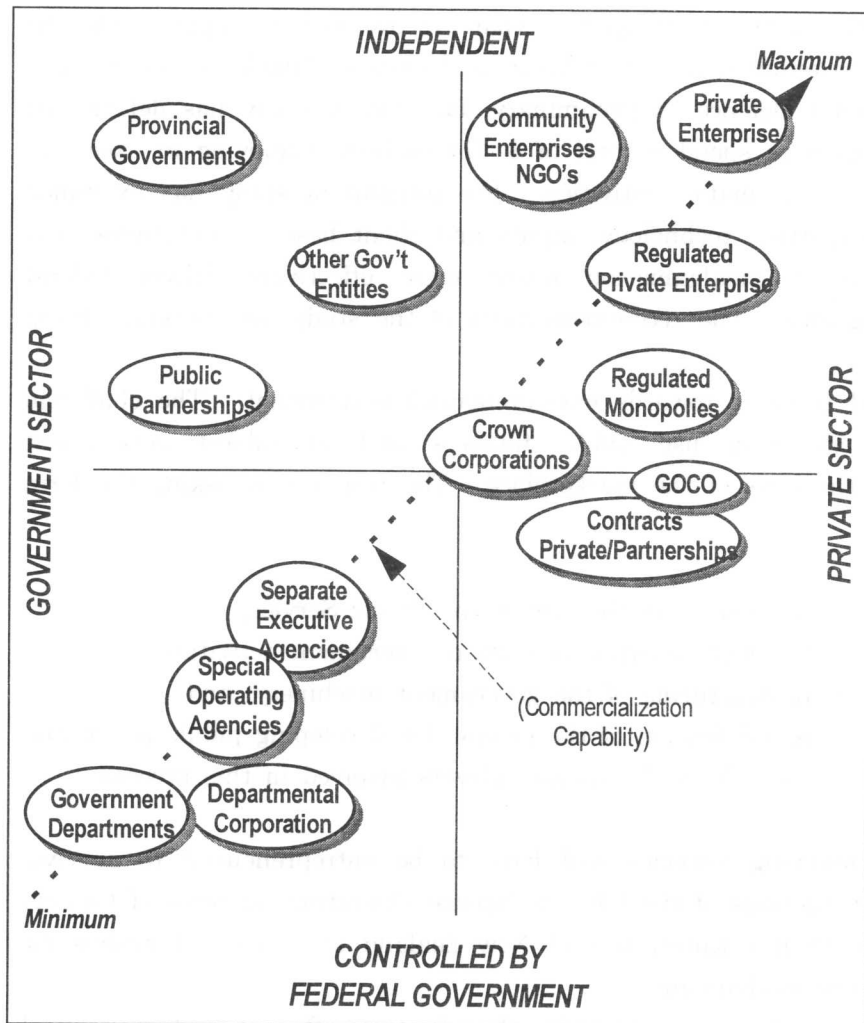 INDEPENDENT
Maximum
Provincial
Governments
Community
Enterprises
NGO's
Private
Enterprise
Other Gov't
Entities
Regulated
Private Enterprise
Public
Partnerships
Regulated
Monopolies
GOVERNMENT SECTOR
PRIVATE SECTOR
Crown
Corporations
GOCO
Contracts
Private/Partnerships
Separate
Executive
Agencies
Special
Operating
Agencies
(Commercialization
Capability)
Government
Departments
Departmental
Corporation
Minimum
CONTROLLED BY
FEDERAL GOVERNMENT